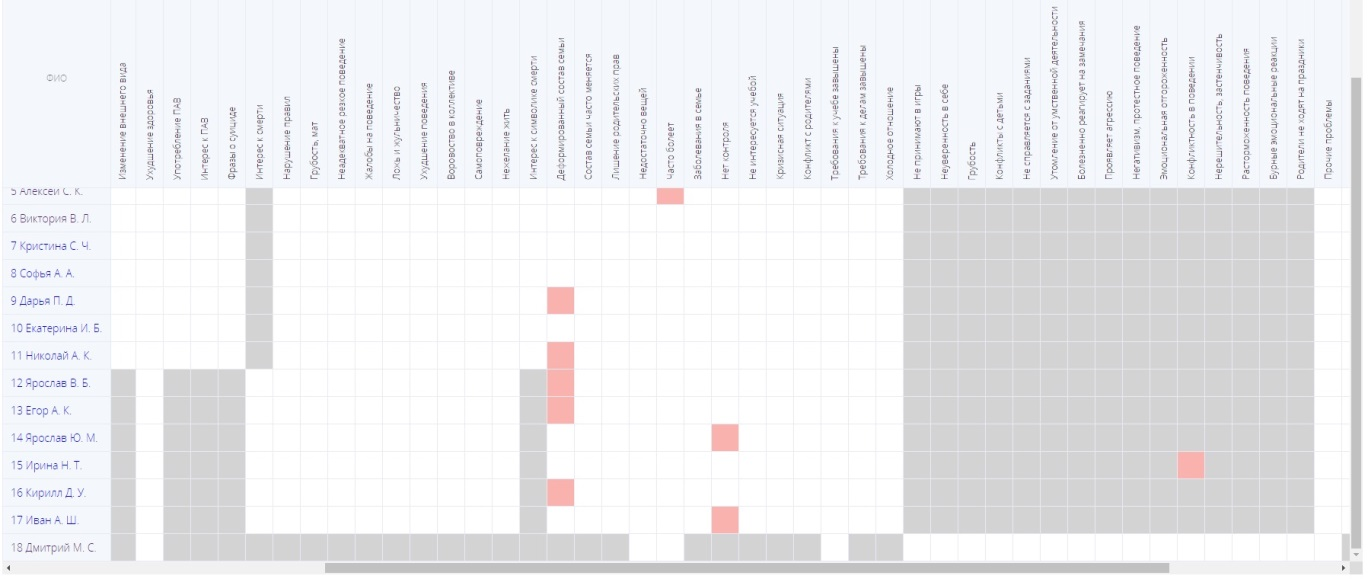 ФИО
Изменение внешнего вида
Ухудшение здоровья
Употребление ПАВ
Интерес к ПАВ
Фразы о суициде
Интерес к смерти
Нарушение правил
Грубость, мат
Неадекватное резкое поведение
Жалобы на поведение
Ложь и жульничество
Ухудшение поведения
Воровство в коллективе
Самоповреждение
Нежелание жить
Интерес к символике смерти
Деформированный состав семьи
Состав семьи часто меняется
Лишение родительских прав
Недостаточно вещей
Часто болеет
Заболевания в семье
Нет контроля
Не интересуется учебой
Кризисная ситуация
Конфликт с родителями
Требования к учебе завышены
Требования к делам завышены
Холодное отношение
Не принимают в игры
Неуверенность в себе
Грубость
Конфликты с детьми
Не справляется с заданиями
Утомление от умственной деятельности
Болезненно реагирует на замечания
Проявляет агрессию
Негативизм, протестное поведение
Эмоциональная отгороженность
Конфликтность в поведении
Нерешительность, застенчивость
Расторможенность поведения
Бурные эмоциональные реакции
Родители не ходят на праздники
Прочие проблемы
5 Алексей С. К.
6 Виктория В. Л.
7 Кристина С. Ч.
8 Софья А. А.
9 Дарья П. Д.
10 Екатерина И. Б.
11 Николай А. К.
12 Ярослав В. Б.
13 Егор А. К.
14 Ярослав Ю. М.
15 Ирина Н. Т.
16 Кирилл Д. У.
17 Иван А. Ш.
18 Дмитрий М. С.